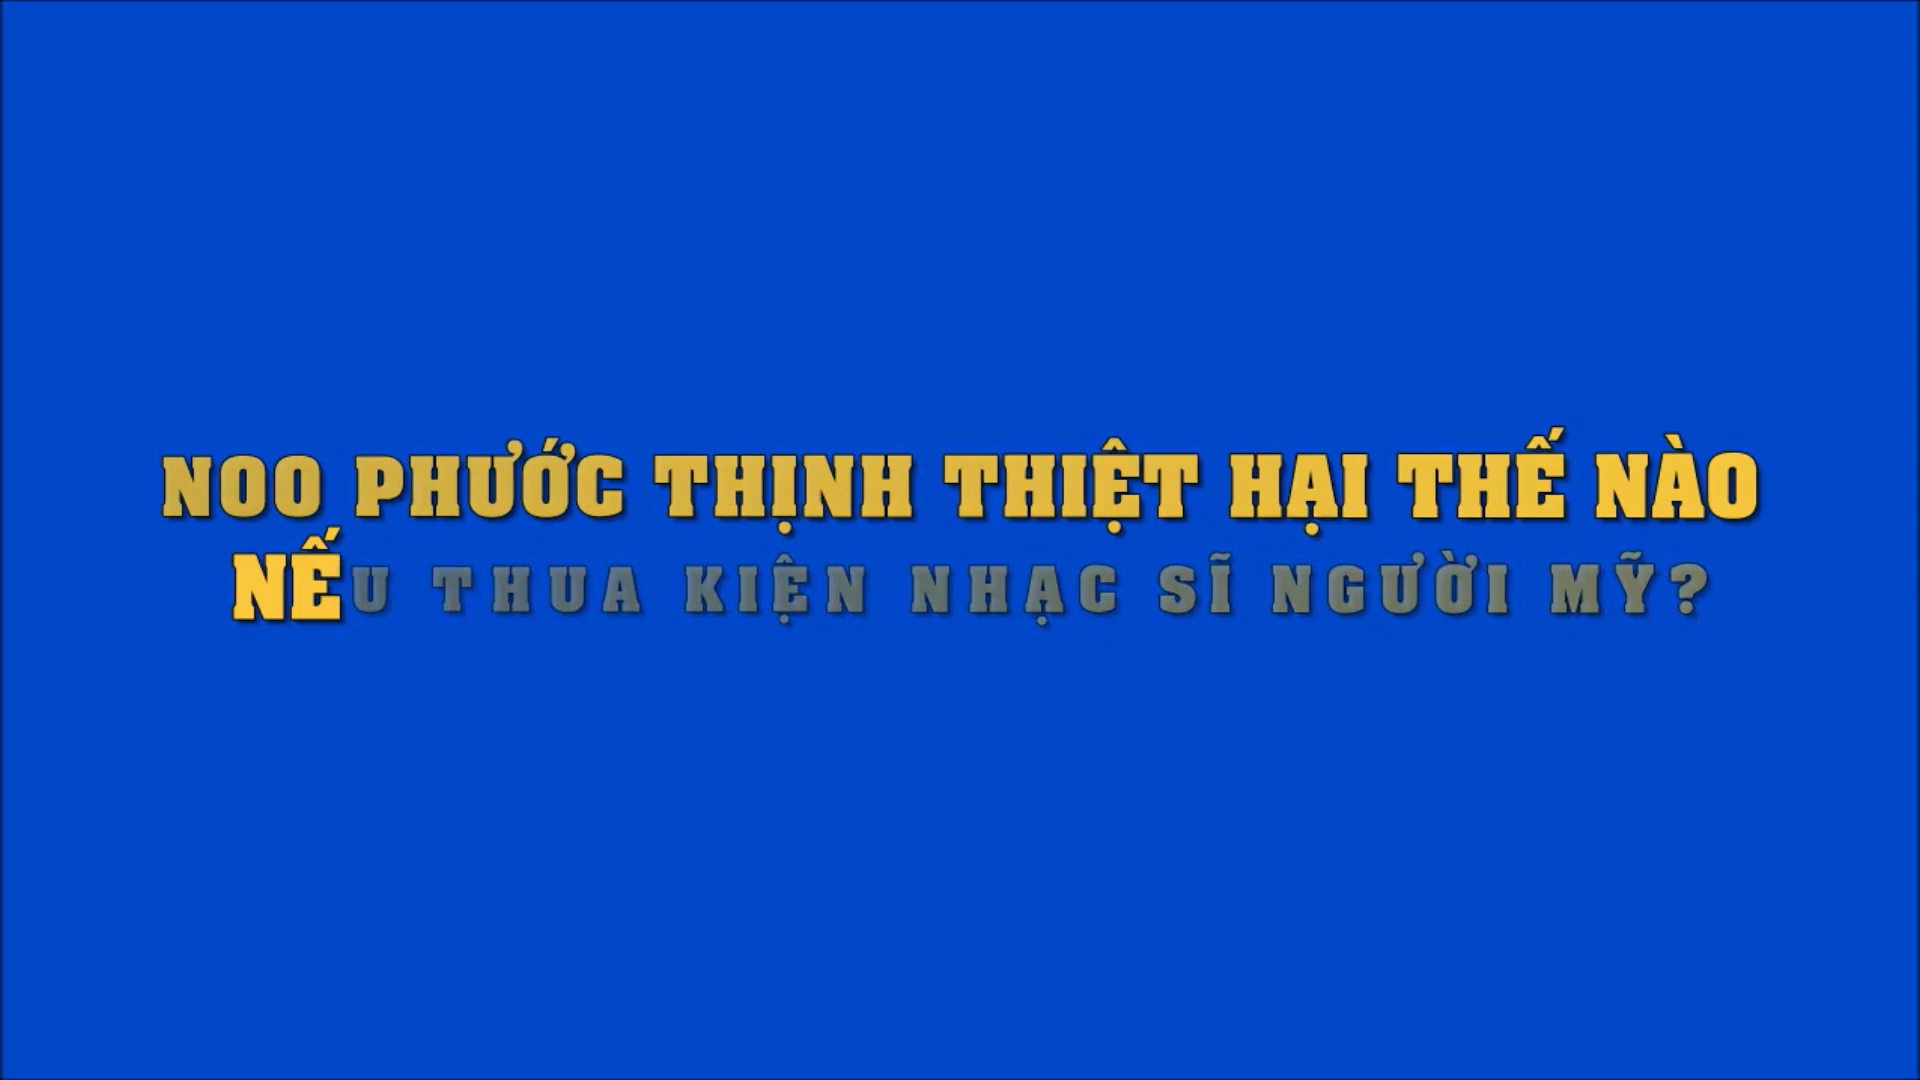 NOO PHƯỚC THỊNH THIỆT HẠI THẾ NÀO
NẾU THUA KIỆN NHẠC SĨ NGƯỜI MỸ?